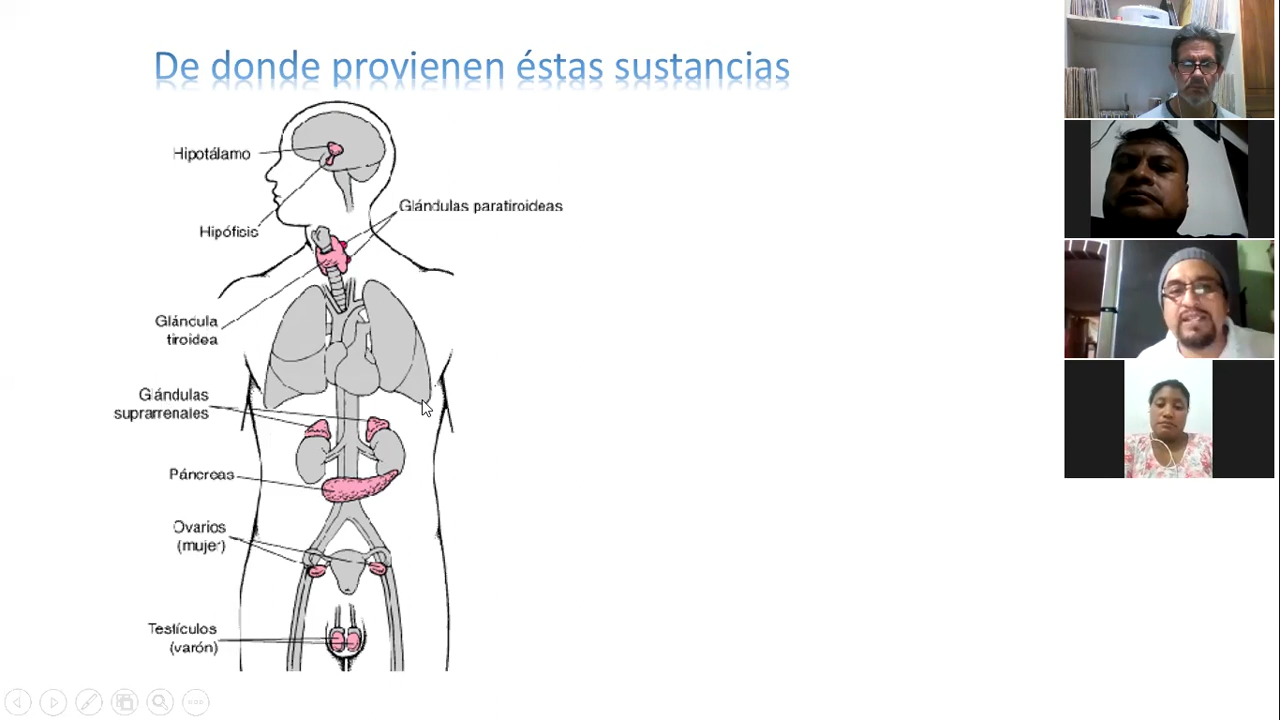 De donde provienen éstas sustancias
Hipotálamo
Glándulas paratiroideas
Hipófisis
Glándula
tiroidea
Glándulas
suprarrenales
Páncreas
Ovarios
(mujer)
Testículos
(varón)